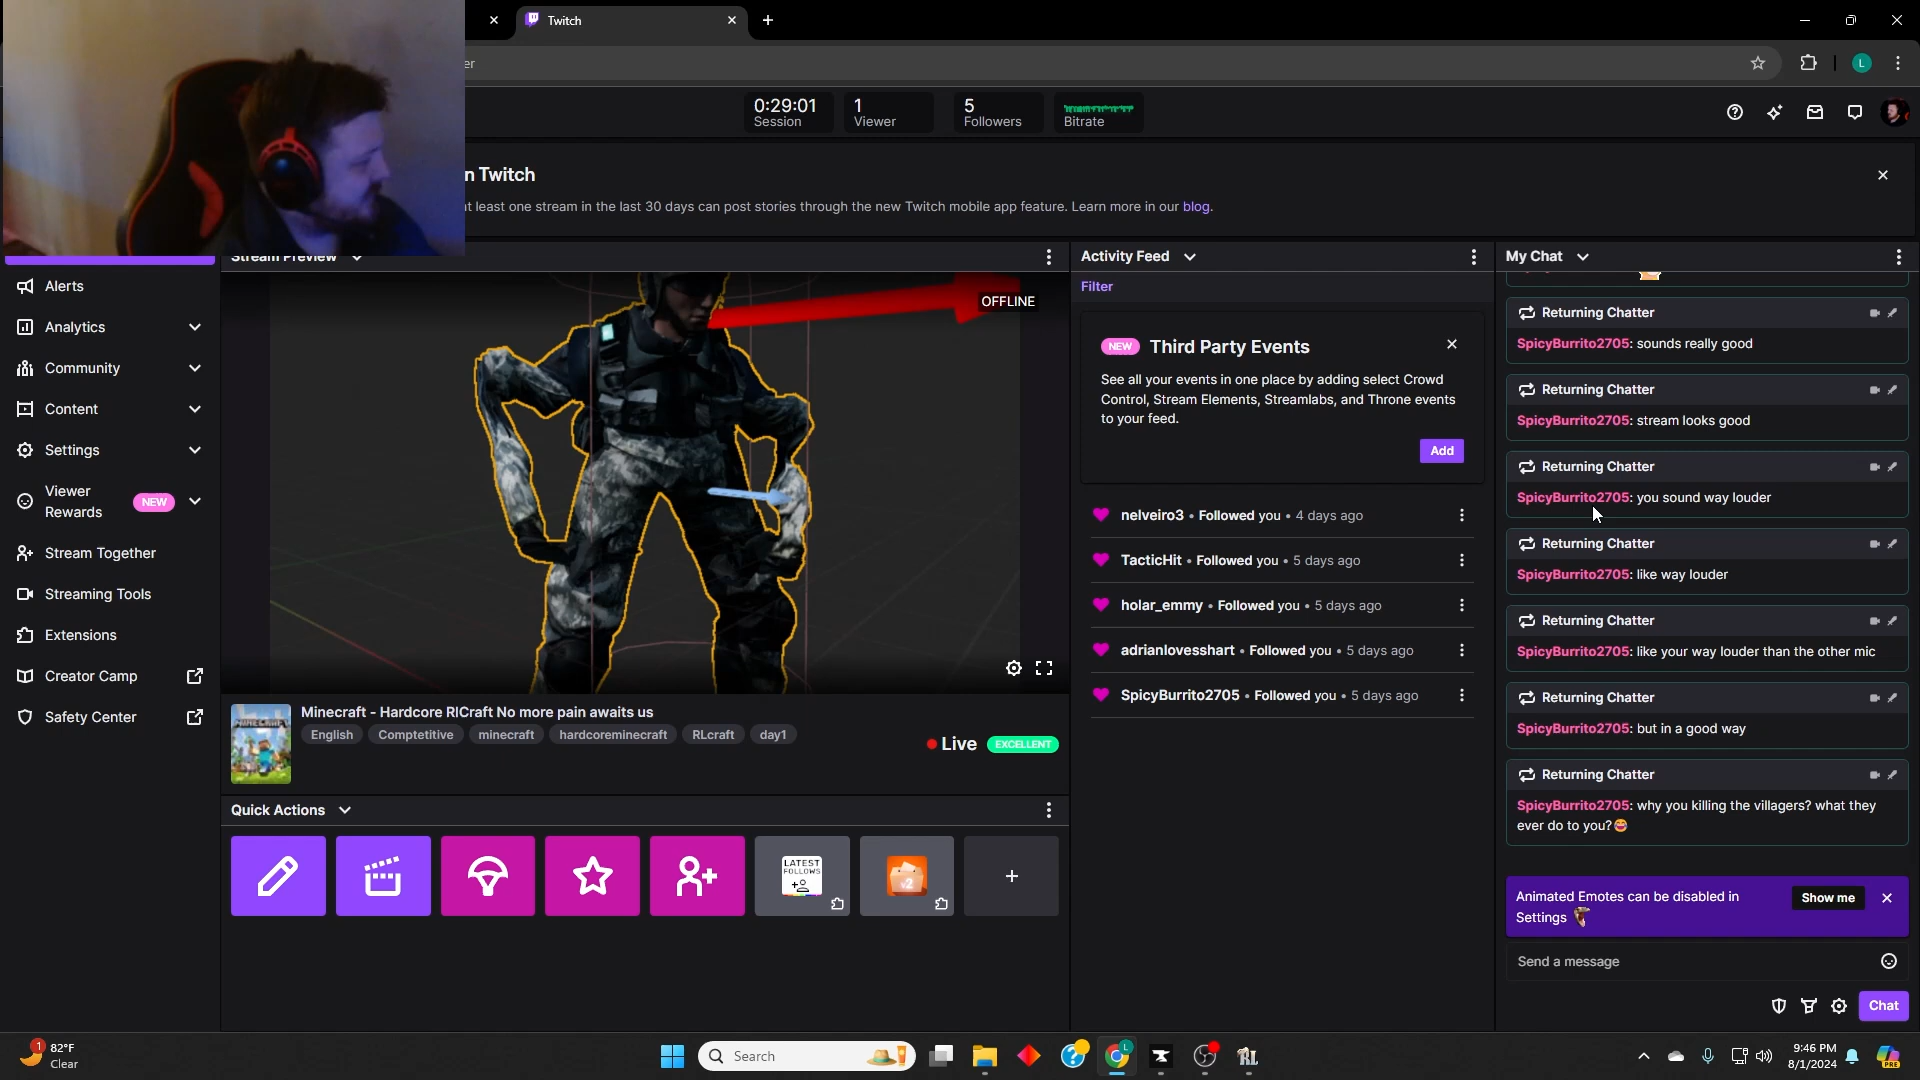 Twitch
er
L
0:29:01
Session
1
Viewer
5
Followers
Bitrate
n Twitch
t least one stream in the last 30 days can post stories through the new Twitch mobile app feature. Learn more in our blog.
Stream Preview
OFFLINE
Alerts
Analytics
Community
Content
Settings
Viewer
Rewards
NEW
Stream Together
Streaming Tools
Extensions
Creator Camp
Safety Center
Minecraft - Hardcore RlCraft No more pain awaits us
English
Comptetitive
minecraft
hardcoreminecraft
RLcraft
day1
Live
EXCELLENT
Quick Actions
LATEST
FOLLOWS
v2
+
Activity Feed
Filter
NEW Third Party Events
See all your events in one place by adding select Crowd
Control, Stream Elements, Streamlabs, and Throne events
to your feed.
Add
nelveiro3 • Followed you • 4 days ago
TacticHit • Followed you • 5 days ago
holar_emmy • Followed you • 5 days ago
adrianlovesshart • Followed you • 5 days ago
SpicyBurrito2705 • Followed you • 5 days ago
My Chat
Returning Chatter
SpicyBurrito2705: sounds really good
Returning Chatter
SpicyBurrito2705: stream looks good
Returning Chatter
SpicyBurrito2705: you sound way louder
Returning Chatter
SpicyBurrito2705: like way louder
Returning Chatter
SpicyBurrito2705: like your way louder than the other mic
Returning Chatter
SpicyBurrito2705: but in a good way
Returning Chatter
SpicyBurrito2705: why you killing the villagers? what they
ever do to you?😂
Animated Emotes can be disabled in
Settings
Show me
Send a message
Chat
1
82°F
Clear
Search
L
RL
9:46 PM
8/1/2024
PRE